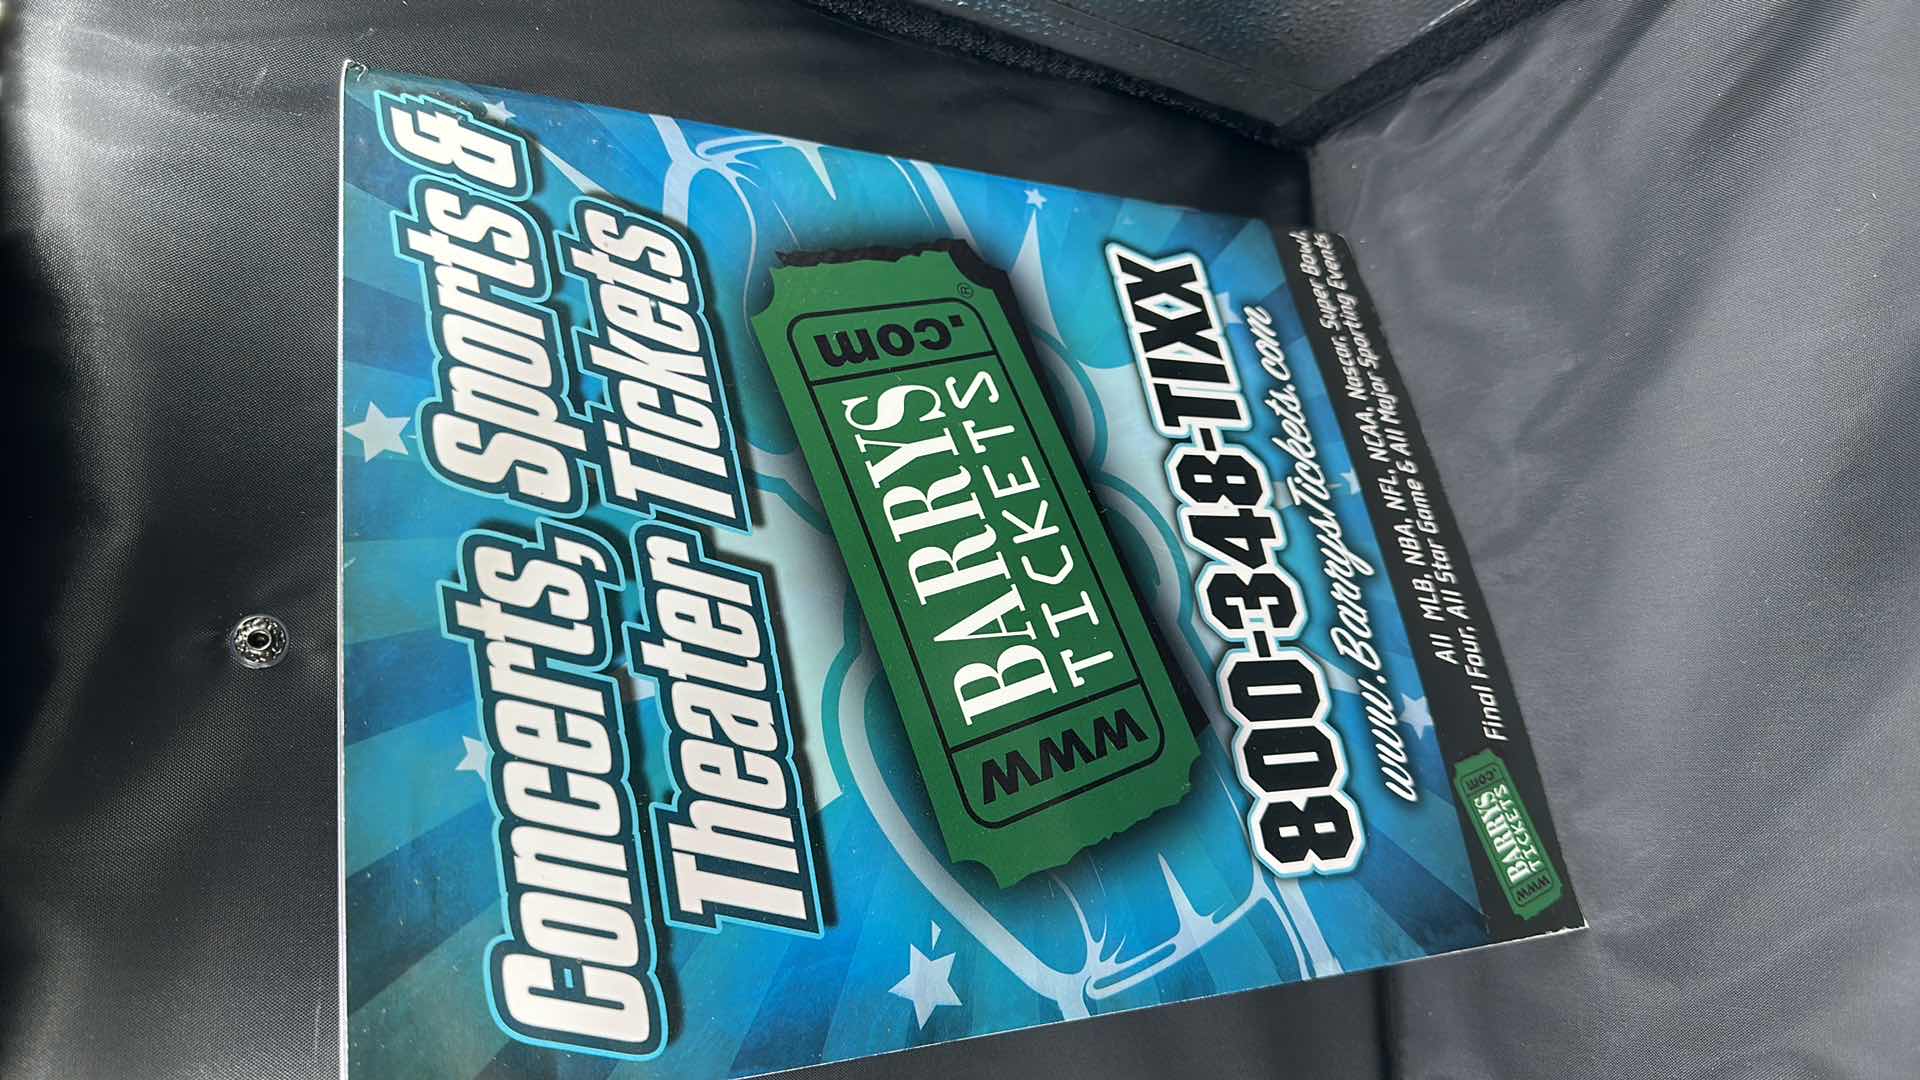 Concerts, Sports &
Theater Tickets
www
BARRYS
TICKETS
.com
®
800-348-TIXX
www.BarrysTickets.com
All MLB, NBA, NFL, NCAA, Nascar, Super Bowl,
Final Four, All Star Game & All Major Sporting Events
www
BARRYS
TICKETS
.com